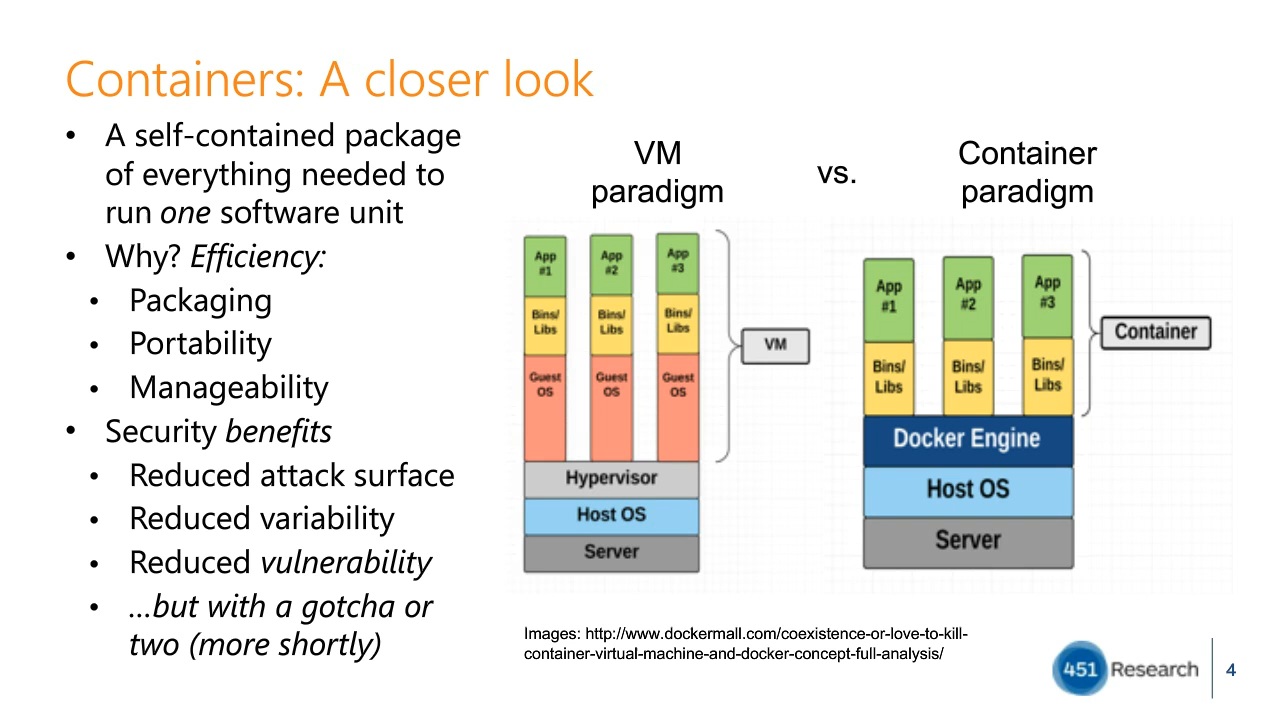 Containers: A closer look
• A self-contained package
of everything needed to
run one software unit
• Why? Efficiency:
• Packaging
• Portability
• Manageability
• Security benefits
• Reduced attack surface
• Reduced variability
• Reduced vulnerability
• ...but with a gotcha or
two (more shortly)
VM
paradigm
vs.
Container
paradigm
App
#1
App
#2
App
#3
Bins/
Libs
Bins/
Libs
Bins/
Libs
Guest
OS
Guest
OS
Guest
OS
VM
Hypervisor
Host OS
Server
App
#1
App
#2
App
#3
Bins/
Libs
Bins/
Libs
Bins/
Libs
Container
Docker Engine
Host OS
Server
Images: http://www.dockermall.com/coexistence-or-love-to-kill-
container-virtual-machine-and-docker-concept-full-analysis/
451 Research
4